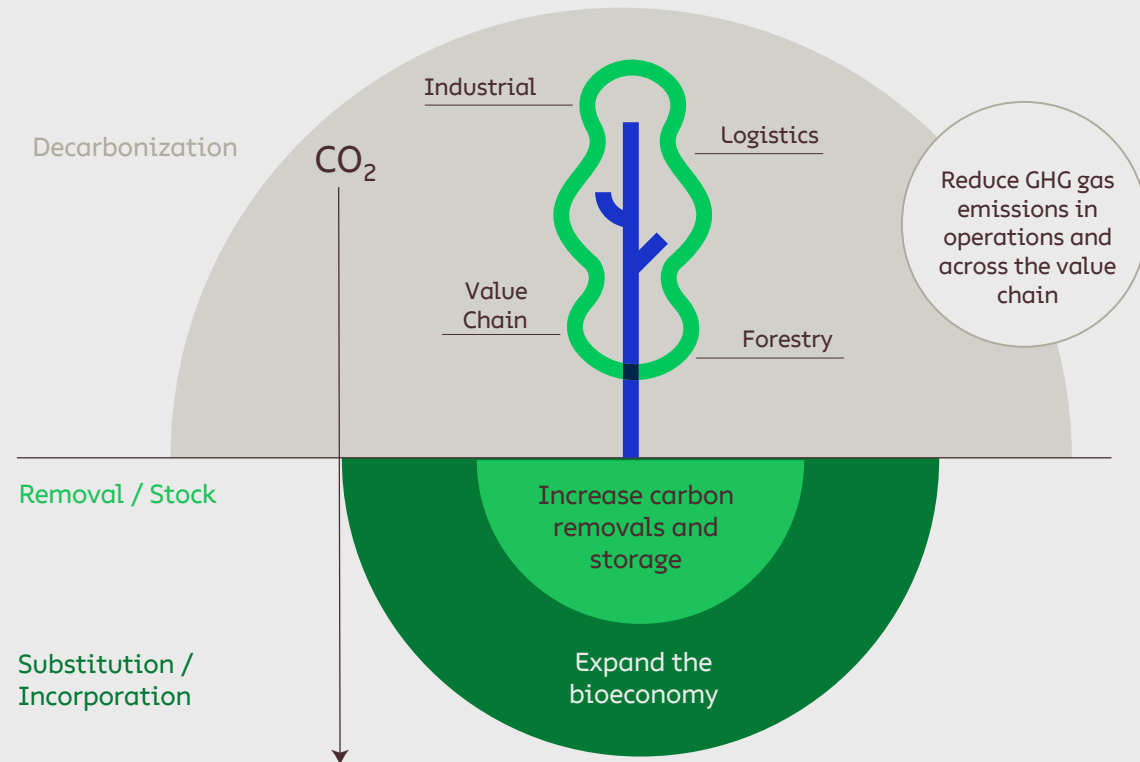 Industrial
Logistics
Decarbonization
CO₂
Reduce GHG gas
emissions in
operations and
across the value
chain
Value
Chain
Forestry
Removal / Stock
Increase carbon
removals and
storage
Substitution /
Incorporation
Expand the
bioeconomy